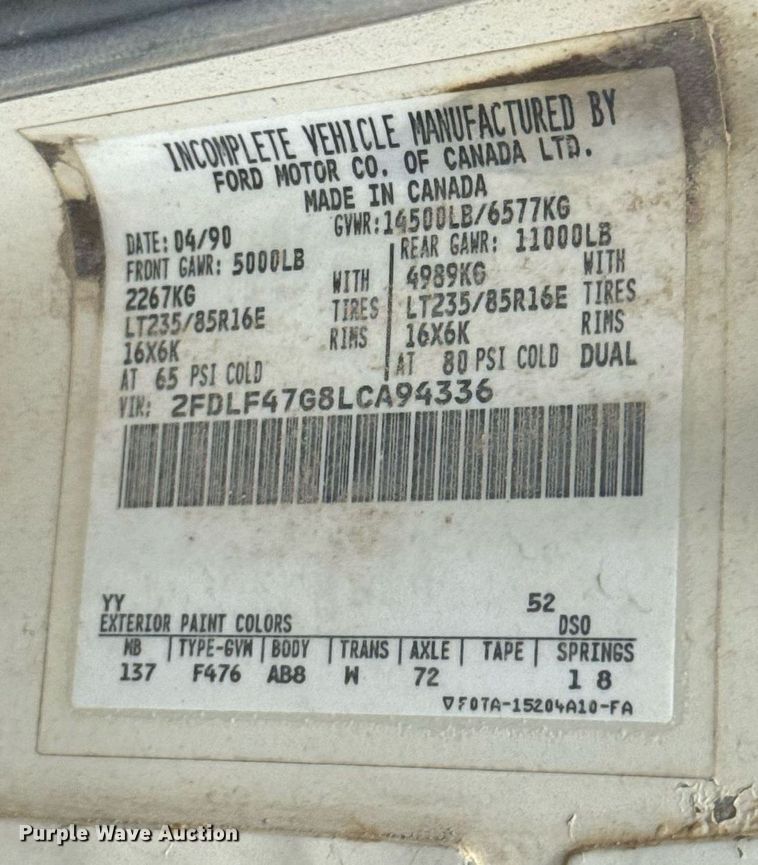 INCOMPLETE VEHICLE MANUFACTURED BY
FORD MOTOR CO. OF CANADA LTD.
MADE IN CANADA
DATE: 04/90 GVWR:14500LB/6577KG
FRONT GAWR: 5000LB REAR GAWR: 11000LB
2267KG WITH 4989KG WITH
LT235/85R16E TIRES LT235/85R16E TIRES
16X6K RIMS 16X6K RIMS
AT 65 PSI COLD AT 80 PSI COLD DUAL
VIN: 2FDLF47G8LCA94336
YY 52
EXTERIOR PAINT COLORS DSO
WB TYPE-GVW BODY TRANS AXLE TAPE SPRINGS
137 F476 AB8 W 72 1 8
F0TA-15204A10-FA
Purple Wave Auction